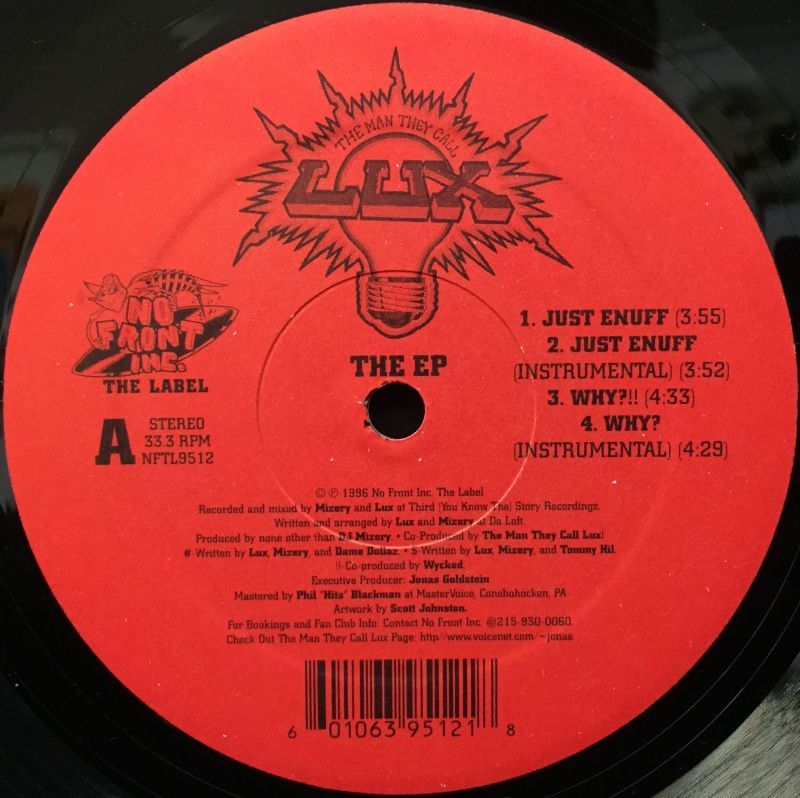 THE MAN THEY CALL
LUX
NO
FRONT
INC.
THE LABEL
A
STEREO
33.3 RPM
NFTL9512
THE EP
1. JUST ENUFF (3:55)
2. JUST ENUFF
(INSTRUMENTAL) (3:52)
3. WHY?!! (4:33)
4. WHY?
(INSTRUMENTAL) (4:29)
© ℗ 1996 No Front Inc. The Label
Recorded and mixed by Mizery and Lux at Third (You Know Tha) Story Recordingz.
Written and arranged by Lux and Mizery at Da Loft.
Produced by none other than DJ Mizery. • Co-Produced by The Man They Call Lux!
#-Written by Lux, Mizery, and Dame Dollaz. • $-Written by Lux, Mizery, and Tommy Hil.
!!-Co-produced by Wycked.
Executive Producer: Jonas Goldstein
Mastered by Phil "Hits" Blackman at MasterVoice, Conshohocken, PA
Artwork by Scott Johnston.
For Bookings and Fan Club Info. Contact No Front Inc. @215-930-0060.
Check Out The Man They Call Lux Page: http//www.voicenet.com/~jonas.
6 01063 95121 8